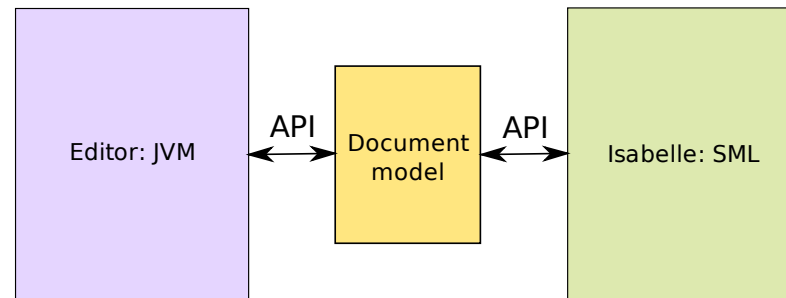 API
API
Editor: JVM
Document
model
Isabelle: SML